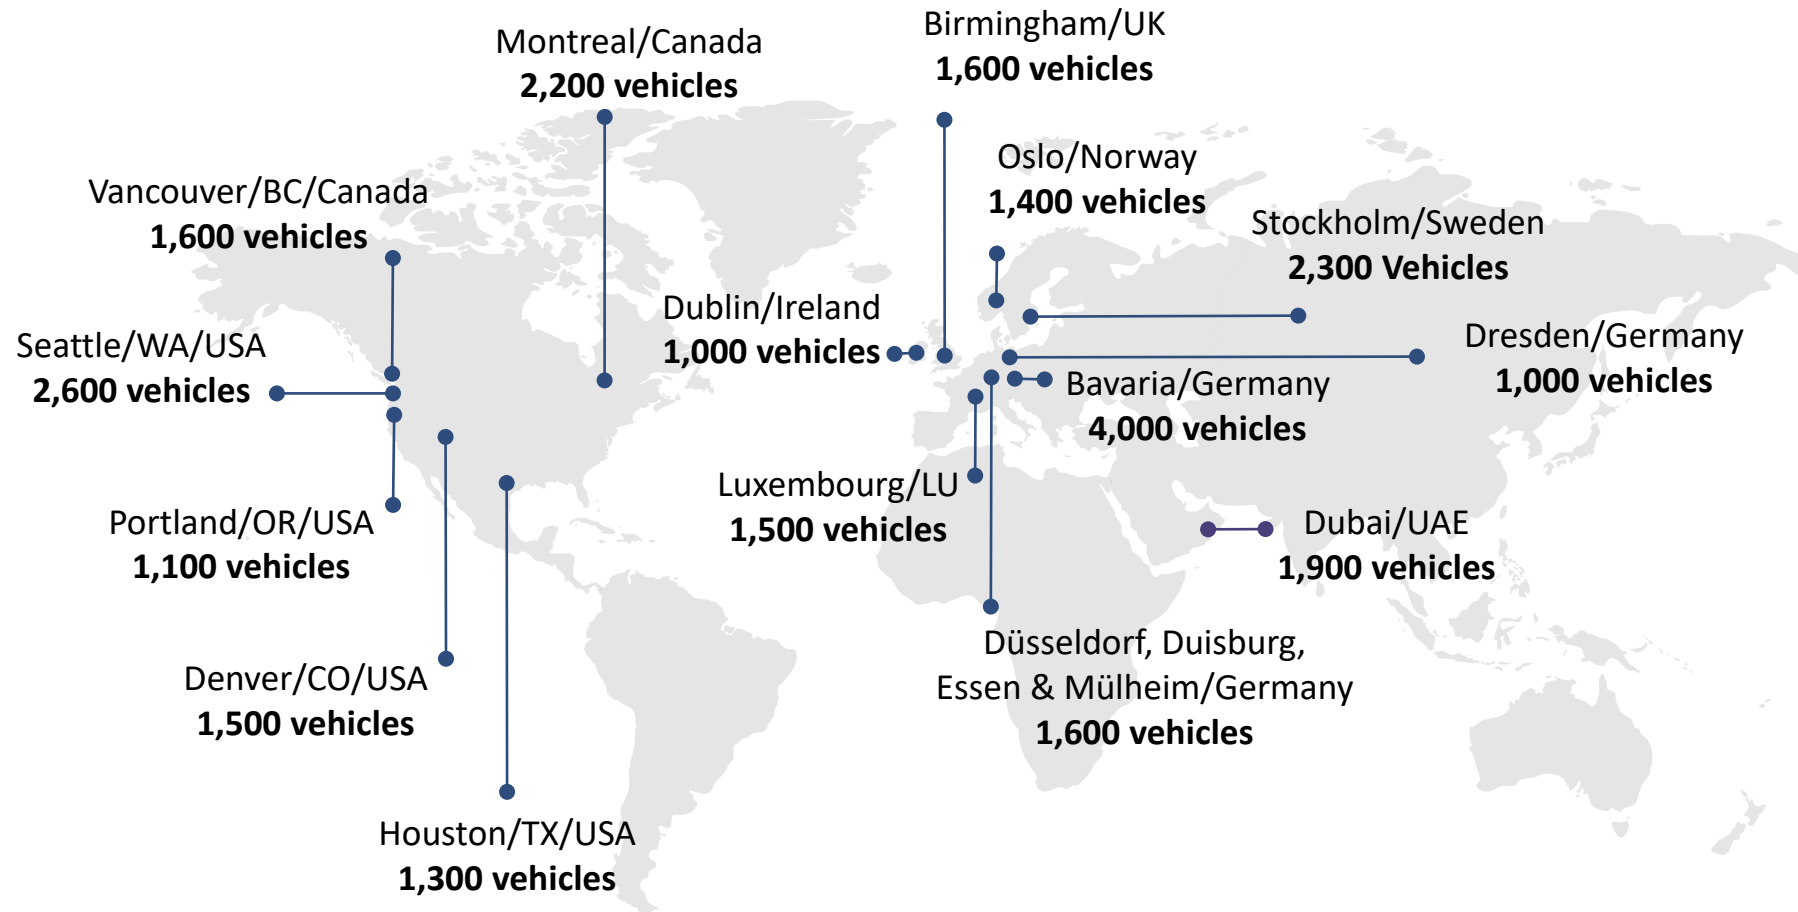 Montreal/Canada
2,200 vehicles
Birmingham/UK
1,600 vehicles
Oslo/Norway
1,400 vehicles
Vancouver/BC/Canada
1,600 vehicles
Stockholm/Sweden
2,300 Vehicles
Dublin/Ireland
1,000 vehicles
Seattle/WA/USA
2,600 vehicles
Dresden/Germany
1,000 vehicles
Bavaria/Germany
4,000 vehicles
Luxembourg/LU
1,500 vehicles
Portland/OR/USA
1,100 vehicles
Dubai/UAE
1,900 vehicles
Düsseldorf, Duisburg,
Essen & Mülheim/Germany
1,600 vehicles
Denver/CO/USA
1,500 vehicles
Houston/TX/USA
1,300 vehicles